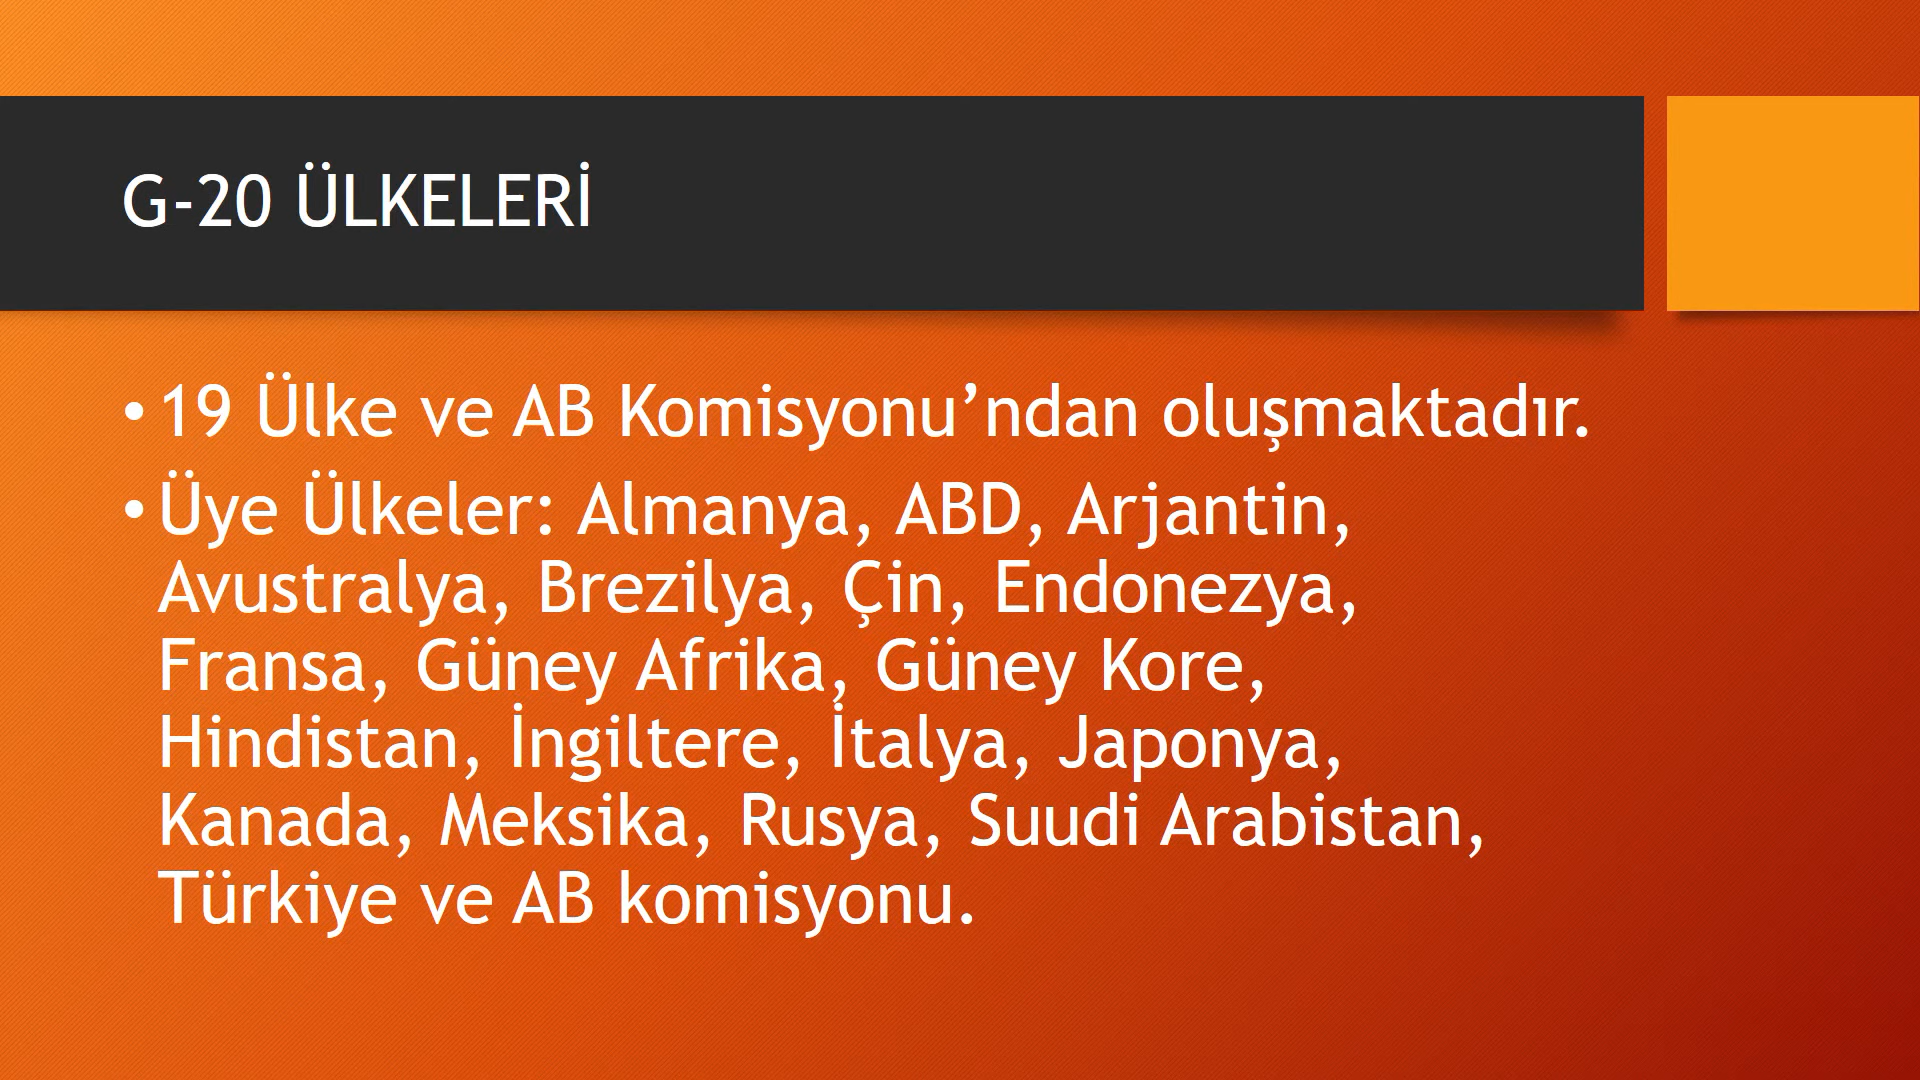 G-20 ÜLKELERİ
• 19 Ülke ve AB Komisyonu’ndan oluşmaktadır.
• Üye Ülkeler: Almanya, ABD, Arjantin,
Avustralya, Brezilya, Çin, Endonezya,
Fransa, Güney Afrika, Güney Kore,
Hindistan, İngiltere, İtalya, Japonya,
Kanada, Meksika, Rusya, Suudi Arabistan,
Türkiye ve AB komisyonu.